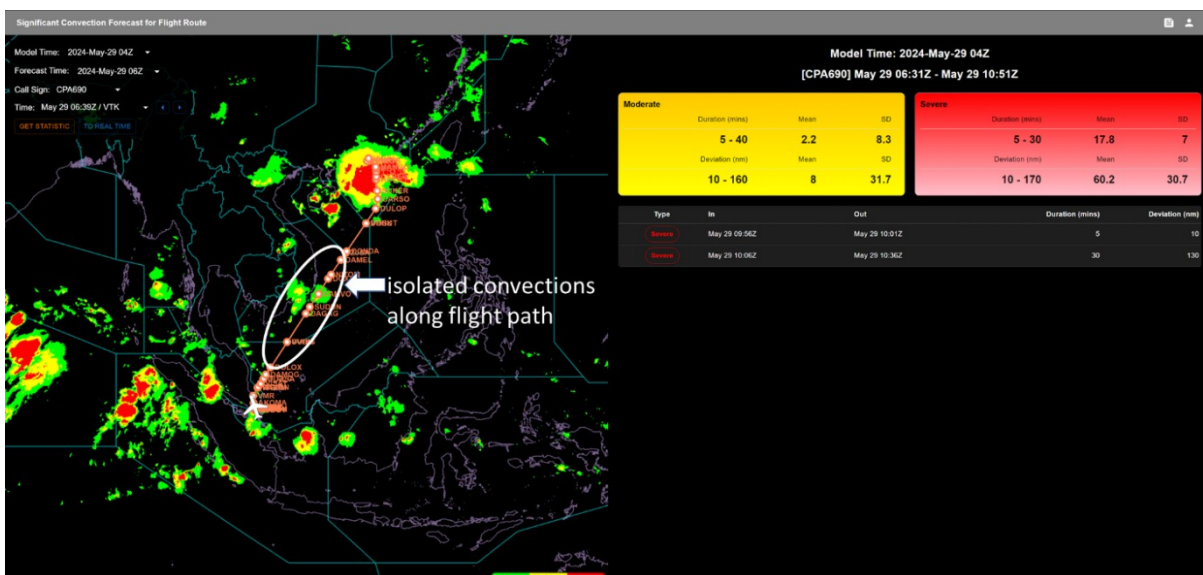 Significant Convection Forecast for Flight Route
Model Time: 2024-May-29 04Z
Forecast Time: 2024-May-29 06Z
Call Sign: CPA690
Time: May 29 06:39Z / VTK
GET STATISTIC TO REAL TIME
DULOP
DAMEL
isolated convections
along flight path
Model Time: 2024-May-29 04Z
[CPA690] May 29 06:31Z - May 29 10:51Z
Moderate
Duration (mins) Mean SD
5 - 40 2.2 8.3
Deviation (nm) Mean SD
10 - 160 8 31.7
Severe
Duration (mins) Mean SD
5 - 30 17.8 7
Deviation (nm) Mean SD
10 - 170 60.2 30.7
Type In Out Duration (mins) Deviation (nm)
Severe May 29 09:56Z May 29 10:01Z 5 10
Severe May 29 10:06Z May 29 10:36Z 30 130